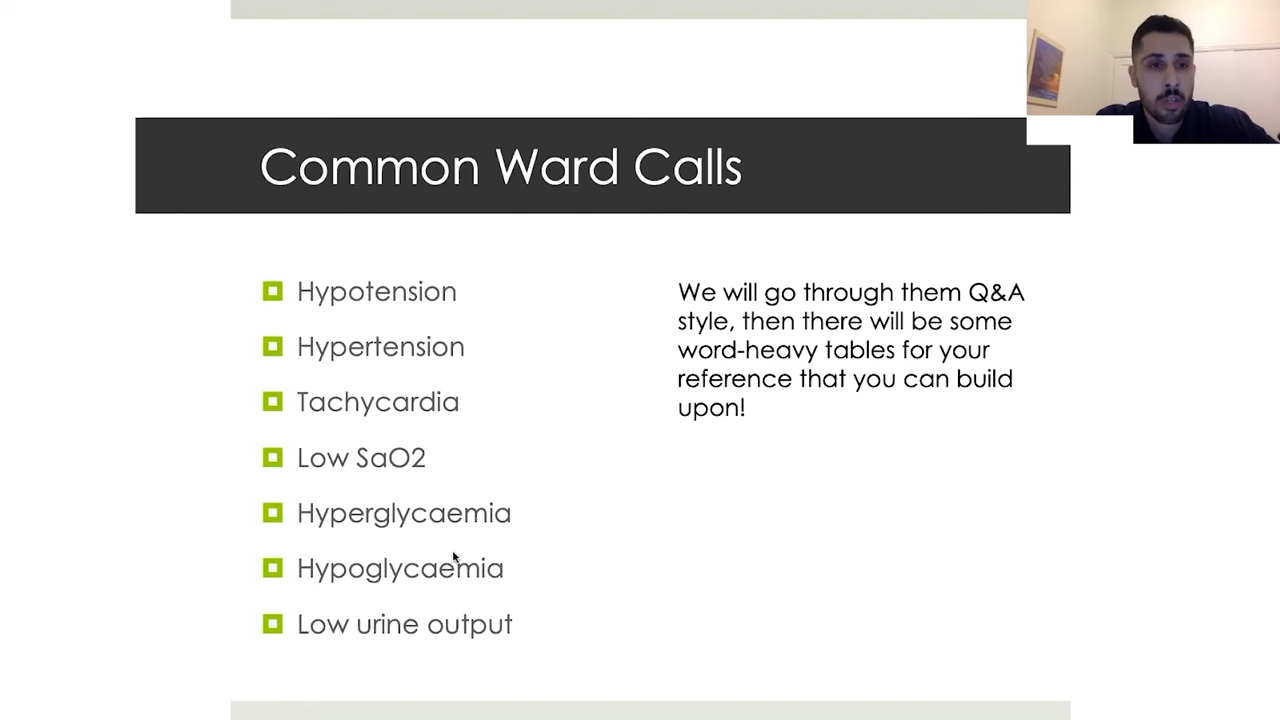 Common Ward Calls
Hypotension
Hypertension
Tachycardia
Low SaO2
Hyperglycaemia
Hypoglycaemia
Low urine output
We will go through them Q&A
style, then there will be some
word-heavy tables for your
reference that you can build
upon!